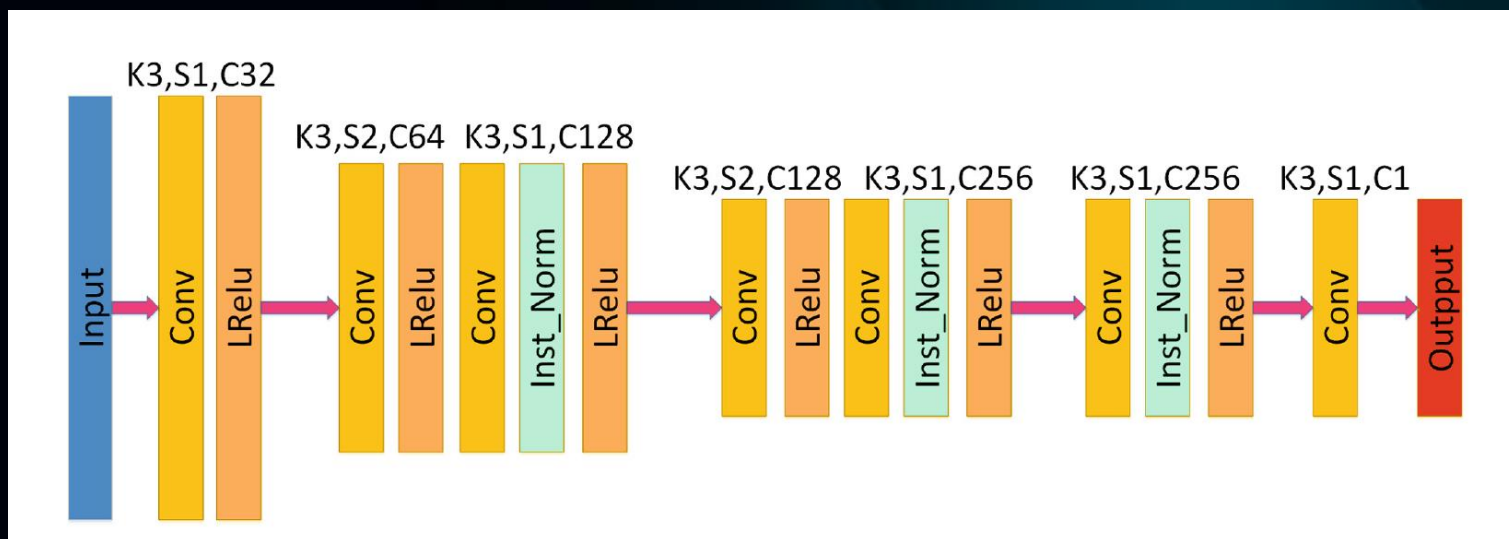 K3,S1,C32
K3,S2,C64
K3,S1,C128
K3,S2,C128
K3,S1,C256
K3,S1,C256
K3,S1,C1
Input
Conv
LRelu
Conv
LRelu
Conv
Inst_Norm
LRelu
Conv
LRelu
Conv
Inst_Norm
LRelu
Conv
Inst_Norm
LRelu
Conv
Outpput